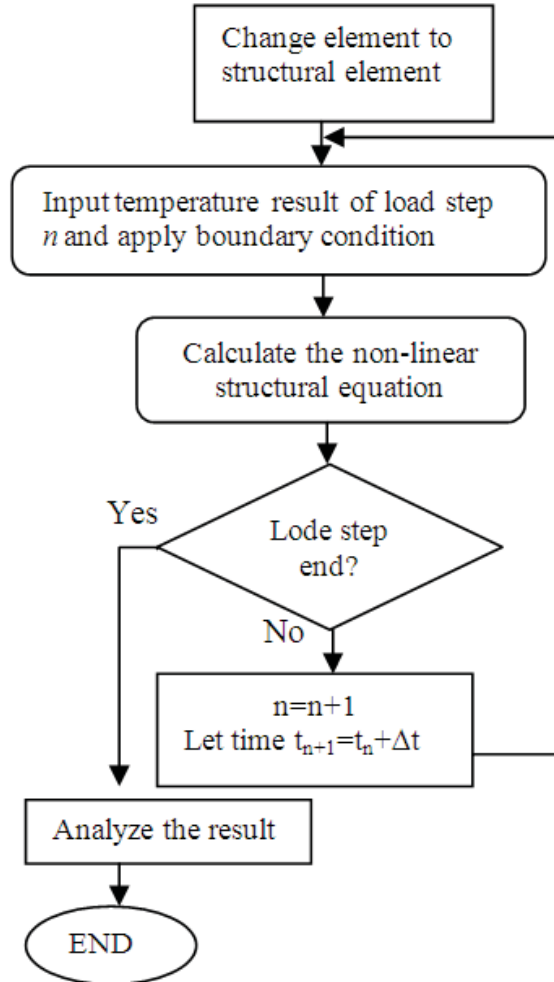 Change element to
structural element
Input temperature result of load step
n and apply boundary condition
Calculate the non-linear
structural equation
Yes
Lode step
end?
No
n=n+1
Let time tₙ₊₁=tₙ+Δt
Analyze the result
END